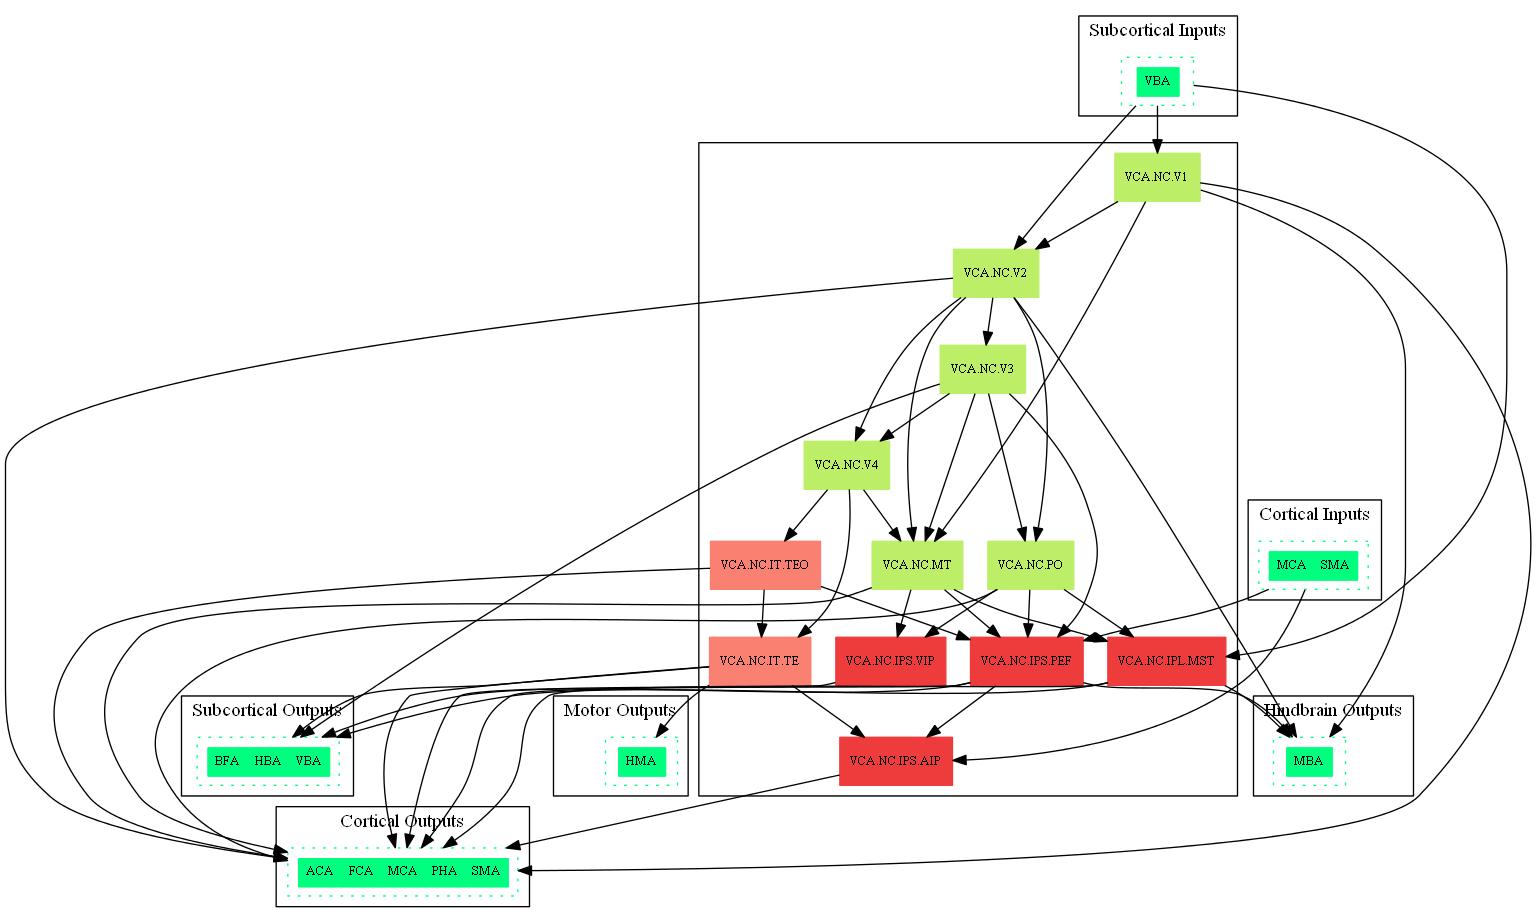 Subcortical Inputs
VBA
VCA.NC.V1
VCA.NC.V2
VCA.NC.V3
VCA.NC.V4
Cortical Inputs
MCA SMA
VCA.NC.IT.TEO
VCA.NC.MT
VCA.NC.PO
VCA.NC.IT.TE
VCA.NC.IPS.VIP
VCA.NC.IPS.PEF
VCA.NC.IPL.MST
Subcortical Outputs
BFA HBA VBA
Motor Outputs
HMA
VCA.NC.IPS.AIP
Hindbrain Outputs
MBA
Cortical Outputs
ACA FCA MCA PHA SMA